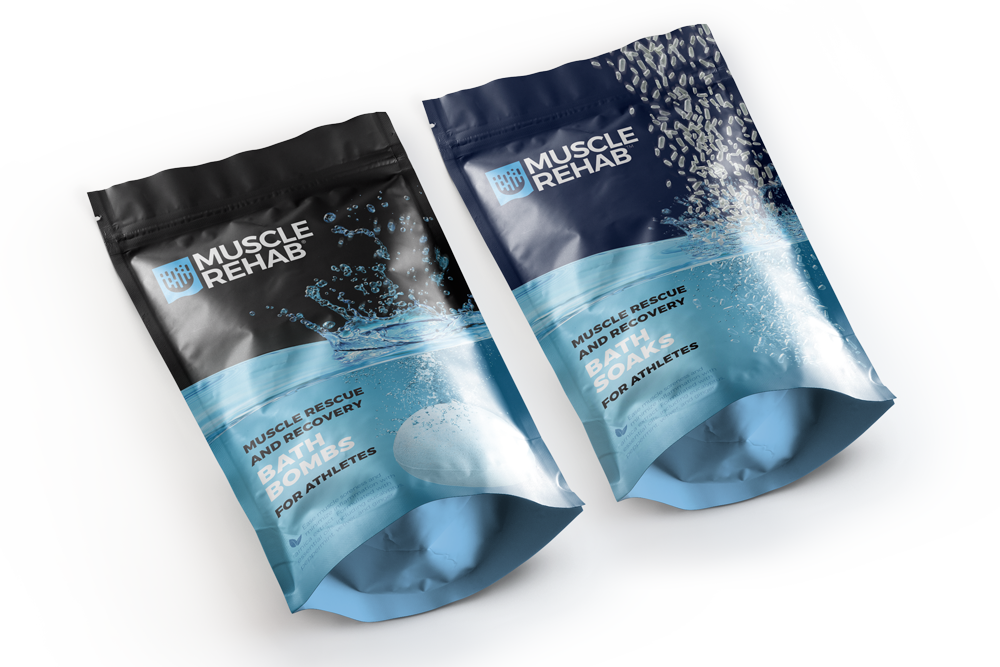 MUSCLE
REHAB
MUSCLE RESCUE
AND RECOVERY
BATH
BOMBS
FOR ATHLETES
MUSCLE
REHAB
MUSCLE RESCUE
AND RECOVERY
BATH
SOAKS
FOR ATHLETES